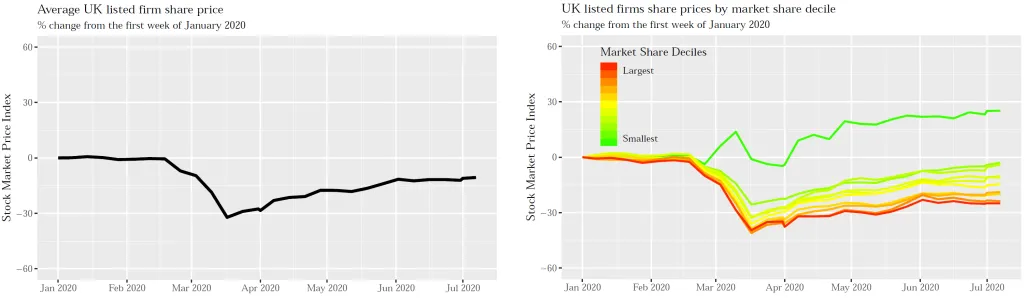 Average UK listed firm share price
% change from the first week of January 2020
Stock Market Price Index
60
30
0
−30
−60
Jan 2020 Feb 2020 Mar 2020 Apr 2020 May 2020 Jun 2020 Jul 2020
UK listed firms share prices by market share decile
% change from the first week of January 2020
Stock Market Price Index
60
30
0
−30
−60
Market Share Deciles
Largest
Smallest
Jan 2020 Feb 2020 Mar 2020 Apr 2020 May 2020 Jun 2020 Jul 2020